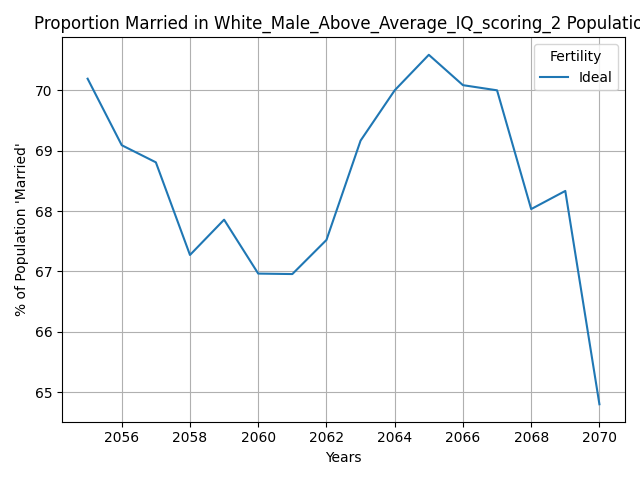 Proportion Married in White_Male_Above_Average_IQ_scoring_2 Populatio
Fertility
Ideal
% of Population 'Married'
70
69
68
67
66
65
2056 2058 2060 2062 2064 2066 2068 2070
Years